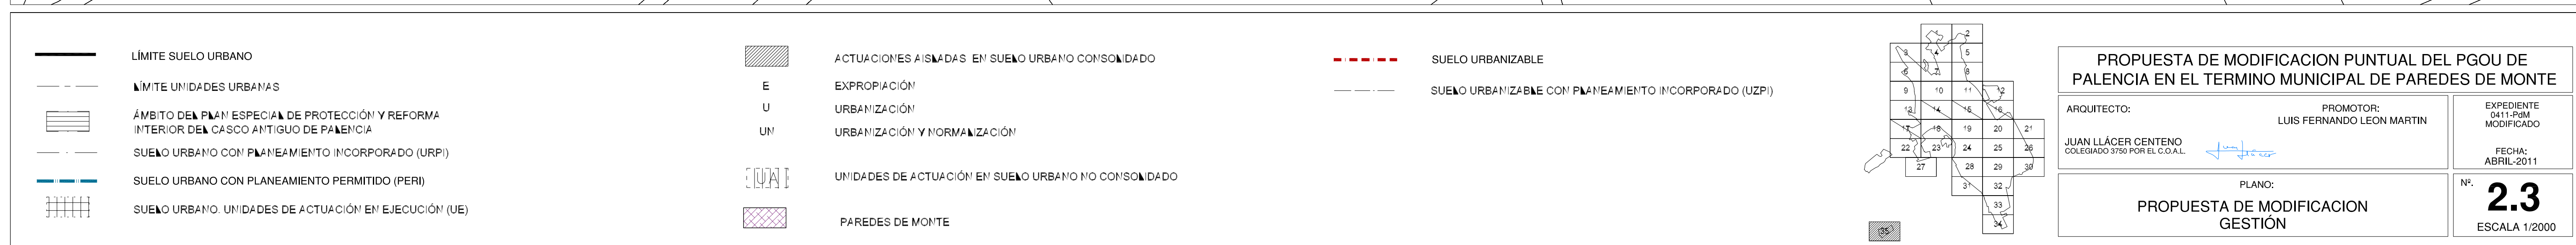 LÍMITE SUELO URBANO
LÍMITE UNIDADES URBANAS
ÁMBITO DEL PLAN ESPECIAL DE PROTECCIÓN Y REFORMA
INTERIOR DEL CASCO ANTIGUO DE PALENCIA
SUELO URBANO CON PLANEAMIENTO INCORPORADO (URPI)
SUELO URBANO CON PLANEAMIENTO PERMITIDO (PERI)
SUELO URBANO. UNIDADES DE ACTUACIÓN EN EJECUCIÓN (UE)
ACTUACIONES AISLADAS EN SUELO URBANO CONSOLIDADO
E EXPROPIACIÓN
U URBANIZACIÓN
UN URBANIZACIÓN Y NORMALIZACIÓN
UA UNIDADES DE ACTUACIÓN EN SUELO URBANO NO CONSOLIDADO
PAREDES DE MONTE
SUELO URBANIZABLE
SUELO URBANIZABLE CON PLANEAMIENTO INCORPORADO (UZPI)
1 2
3 4 5
6 7 8
9 10 11 12
13 14 15 16
17 18 19 20 21
22 23 24 25 26
27 28 29 30
31 32
33
34
35
PROPUESTA DE MODIFICACION PUNTUAL DEL PGOU DE
PALENCIA EN EL TERMINO MUNICIPAL DE PAREDES DE MONTE
ARQUITECTO:
JUAN LLÁCER CENTENO
COLEGIADO 3750 POR EL C.O.A.L.
Juan Llácer
PROMOTOR:
LUIS FERNANDO LEON MARTIN
EXPEDIENTE
0411-PdM
MODIFICADO
FECHA:
ABRIL-2011
PLANO:
PROPUESTA DE MODIFICACION
GESTIÓN
Nº.
2.3
ESCALA 1/2000